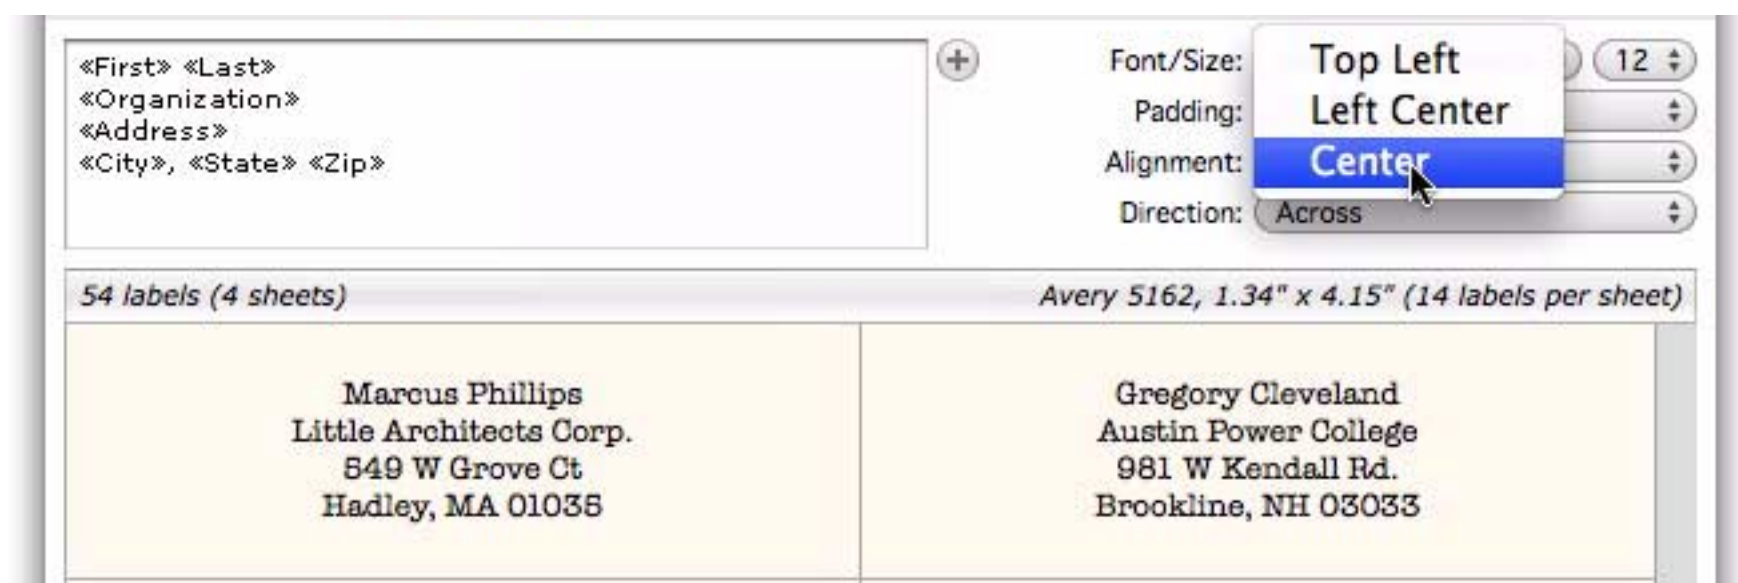 «First» «Last»
«Organization»
«Address»
«City», «State» «Zip»
Font/Size:
12
Padding:
Alignment:
Direction:
Top Left
Left Center
Center
Across
54 labels (4 sheets)
Avery 5162, 1.34" x 4.15" (14 labels per sheet)
Marcus Phillips
Little Architects Corp.
549 W Grove Ct
Hadley, MA 01035
Gregory Cleveland
Austin Power College
981 W Kendall Rd.
Brookline, NH 03033